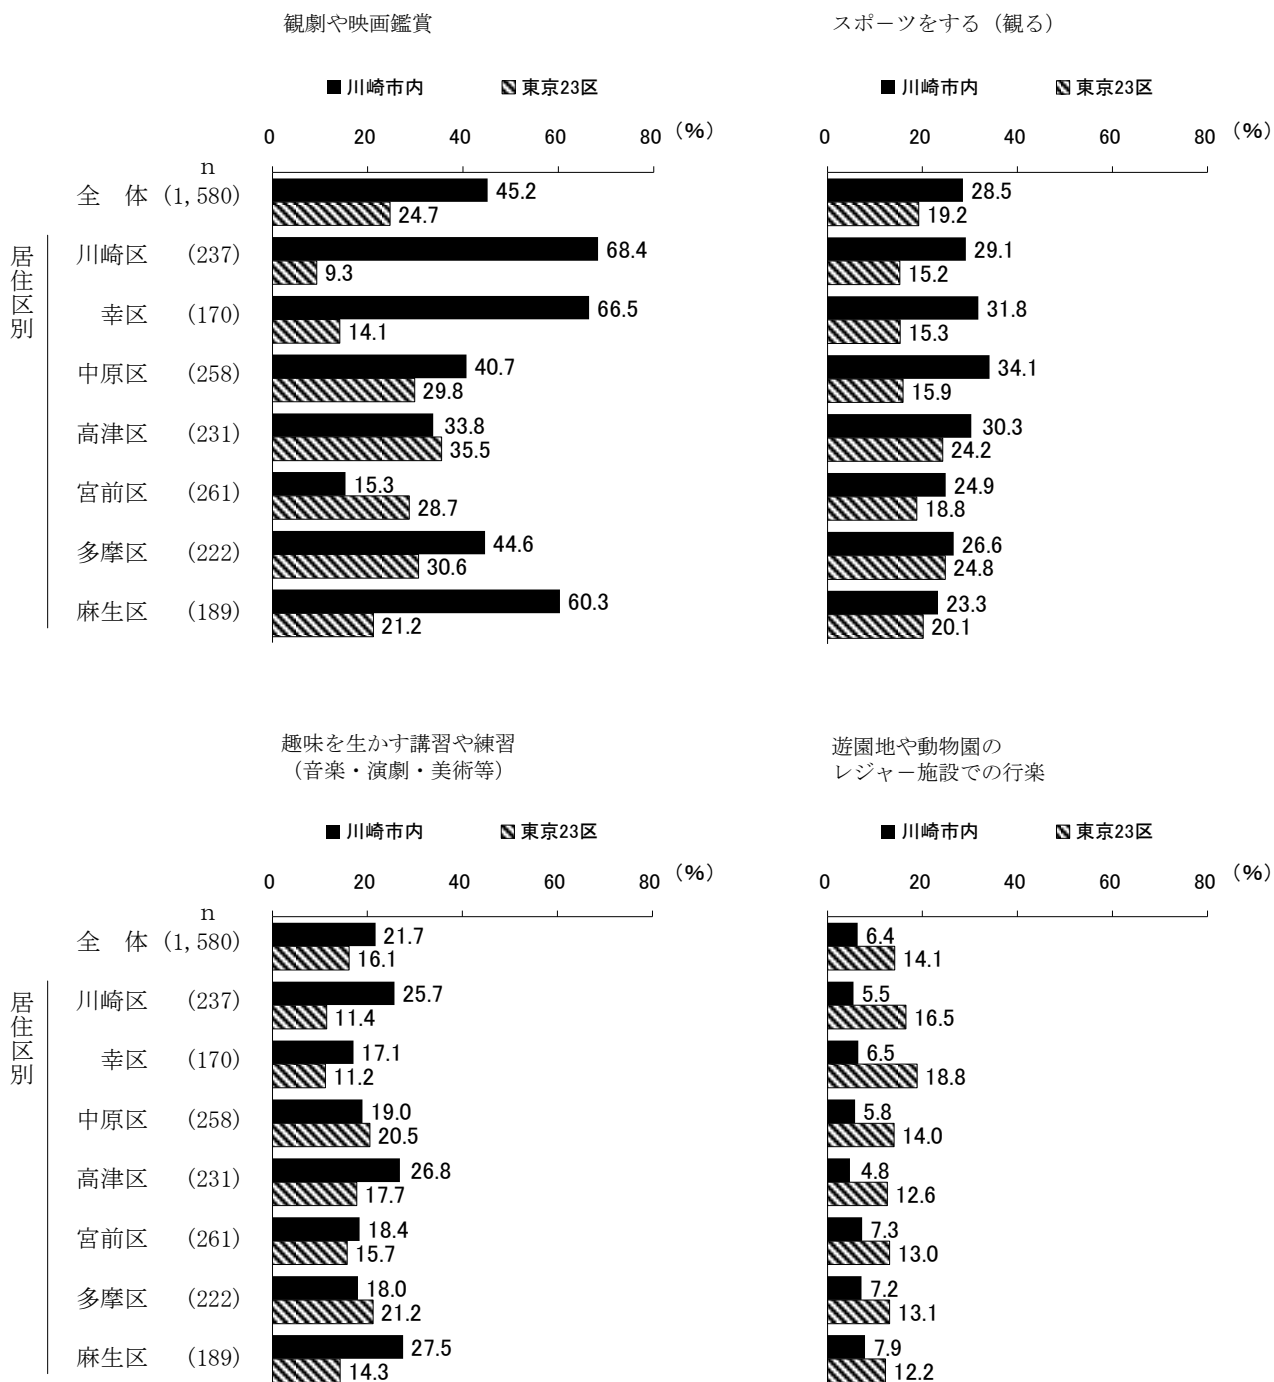 観劇や映画鑑賞
■川崎市内 東京23区
0 20 40 60 80 (%)
n
全 体 (1,580) 45.2
24.7
居住区別
川崎区 (237) 68.4
9.3
幸区 (170) 66.5
14.1
中原区 (258) 40.7
29.8
高津区 (231) 33.8
35.5
宮前区 (261) 15.3
28.7
多摩区 (222) 44.6
30.6
麻生区 (189) 60.3
21.2
スポーツをする（観る）
■川崎市内 東京23区
0 20 40 60 80 (%)
28.5
19.2
29.1
15.2
31.8
15.3
34.1
15.9
30.3
24.2
24.9
18.8
26.6
24.8
23.3
20.1
趣味を生かす講習や練習
（音楽・演劇・美術等）
■川崎市内 東京23区
0 20 40 60 80 (%)
n
全 体 (1,580) 21.7
16.1
居住区別
川崎区 (237) 25.7
11.4
幸区 (170) 17.1
11.2
中原区 (258) 19.0
20.5
高津区 (231) 26.8
17.7
宮前区 (261) 18.4
15.7
多摩区 (222) 18.0
21.2
麻生区 (189) 27.5
14.3
遊園地や動物園の
レジャー施設での行楽
■川崎市内 東京23区
0 20 40 60 80 (%)
6.4
14.1
5.5
16.5
6.5
18.8
5.8
14.0
4.8
12.6
7.3
13.0
7.2
13.1
7.9
12.2